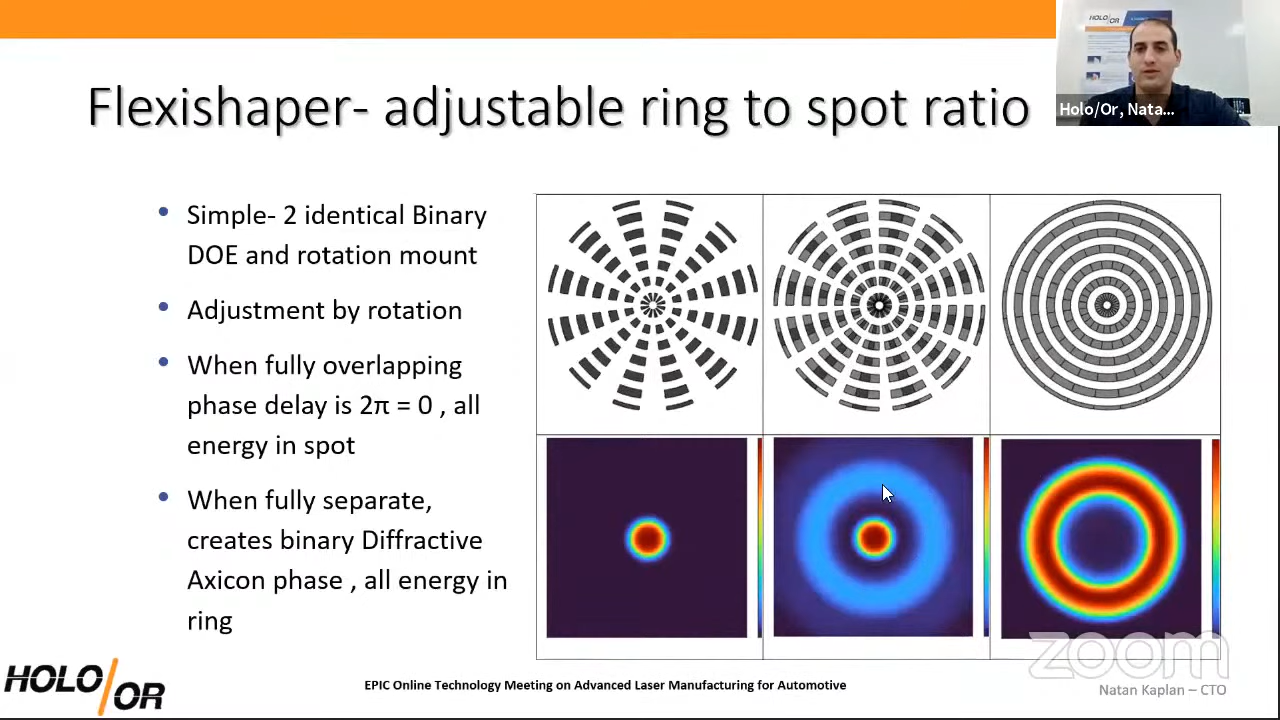 HOLO/OR
Flexishaper- adjustable ring to spot ratio
Holo/Or, Nata...
• Simple- 2 identical Binary
DOE and rotation mount
• Adjustment by rotation
• When fully overlapping
phase delay is 2π = 0 , all
energy in spot
• When fully separate,
creates binary Diffractive
Axicon phase , all energy in
ring
zoom
HOLO/OR
EPIC Online Technology Meeting on Advanced Laser Manufacturing for Automotive
Natan Kaplan – CTO